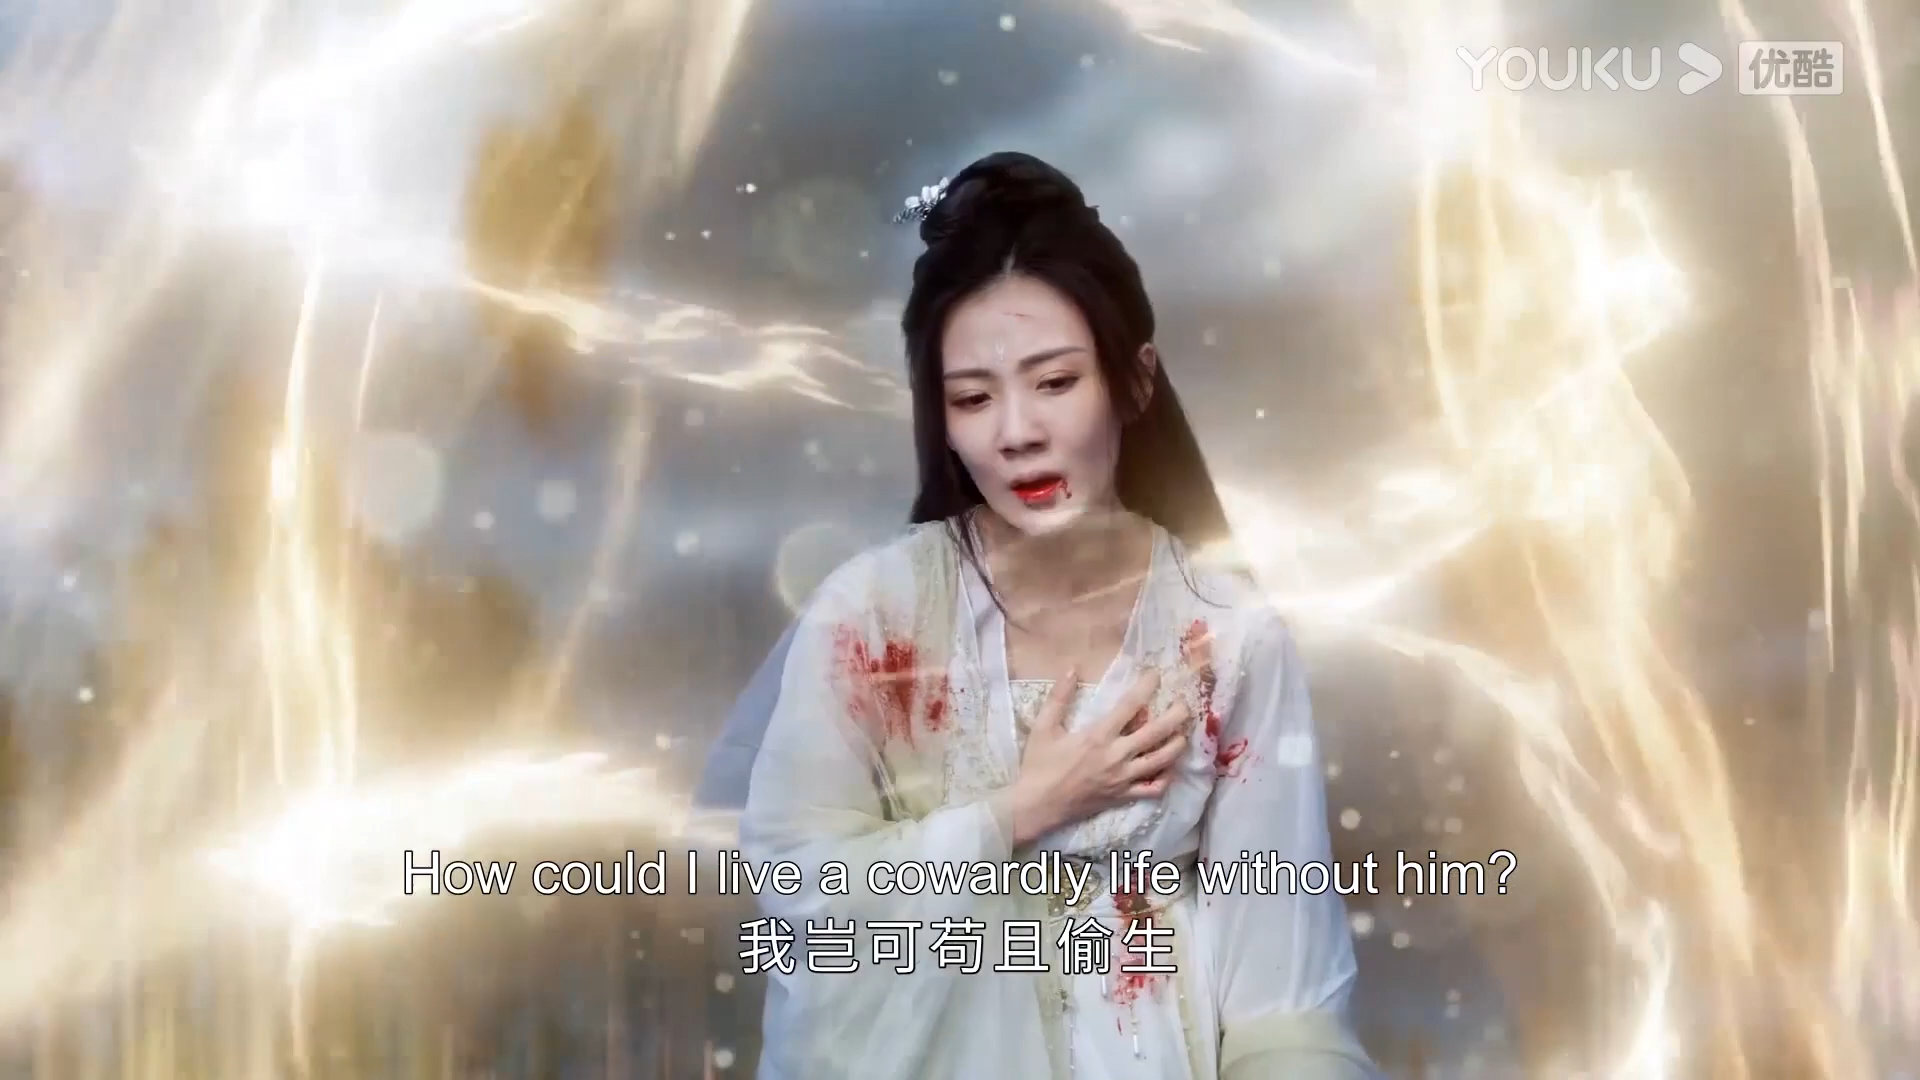 YOUKU 优酷
How could I live a cowardly life without him?
我岂可苟且偷生